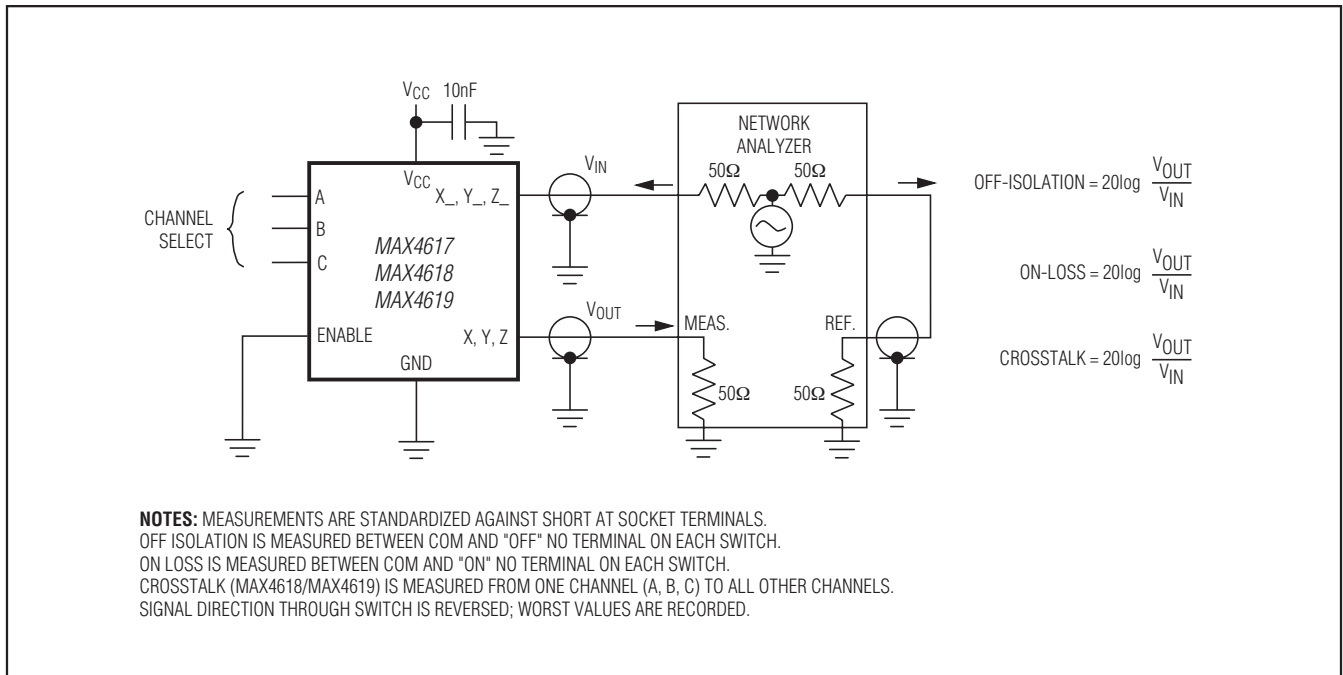 VCC 10nF
VCC
A
B
C
CHANNEL
SELECT
ENABLE
MAX4617
MAX4618
MAX4619
X_, Y_, Z_
X, Y, Z
GND
VIN
VOUT
NETWORK
ANALYZER
50Ω 50Ω
MEAS. REF.
50Ω 50Ω
OFF-ISOLATION = 20log VOUT
VIN
ON-LOSS = 20log VOUT
VIN
CROSSTALK = 20log VOUT
VIN
NOTES: MEASUREMENTS ARE STANDARDIZED AGAINST SHORT AT SOCKET TERMINALS.
OFF ISOLATION IS MEASURED BETWEEN COM AND "OFF" NO TERMINAL ON EACH SWITCH.
ON LOSS IS MEASURED BETWEEN COM AND "ON" NO TERMINAL ON EACH SWITCH.
CROSSTALK (MAX4618/MAX4619) IS MEASURED FROM ONE CHANNEL (A, B, C) TO ALL OTHER CHANNELS.
SIGNAL DIRECTION THROUGH SWITCH IS REVERSED; WORST VALUES ARE RECORDED.